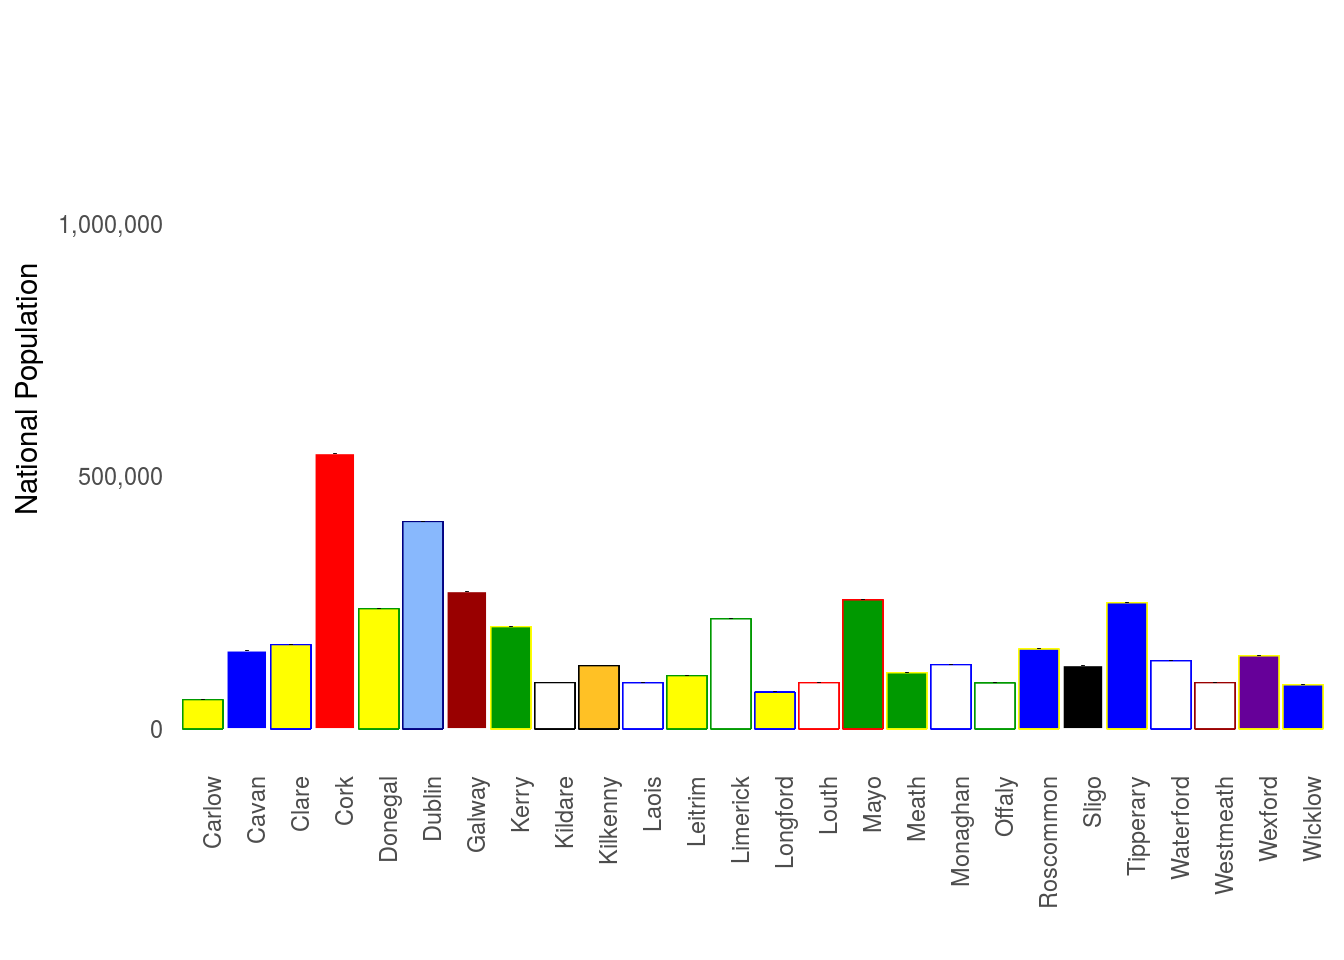 National Population
1,000,000
500,000
0
Carlow
Cavan
Clare
Cork
Donegal
Dublin
Galway
Kerry
Kildare
Kilkenny
Laois
Leitrim
Limerick
Longford
Louth
Mayo
Meath
Monaghan
Offaly
Roscommon
Sligo
Tipperary
Waterford
Westmeath
Wexford
Wicklow